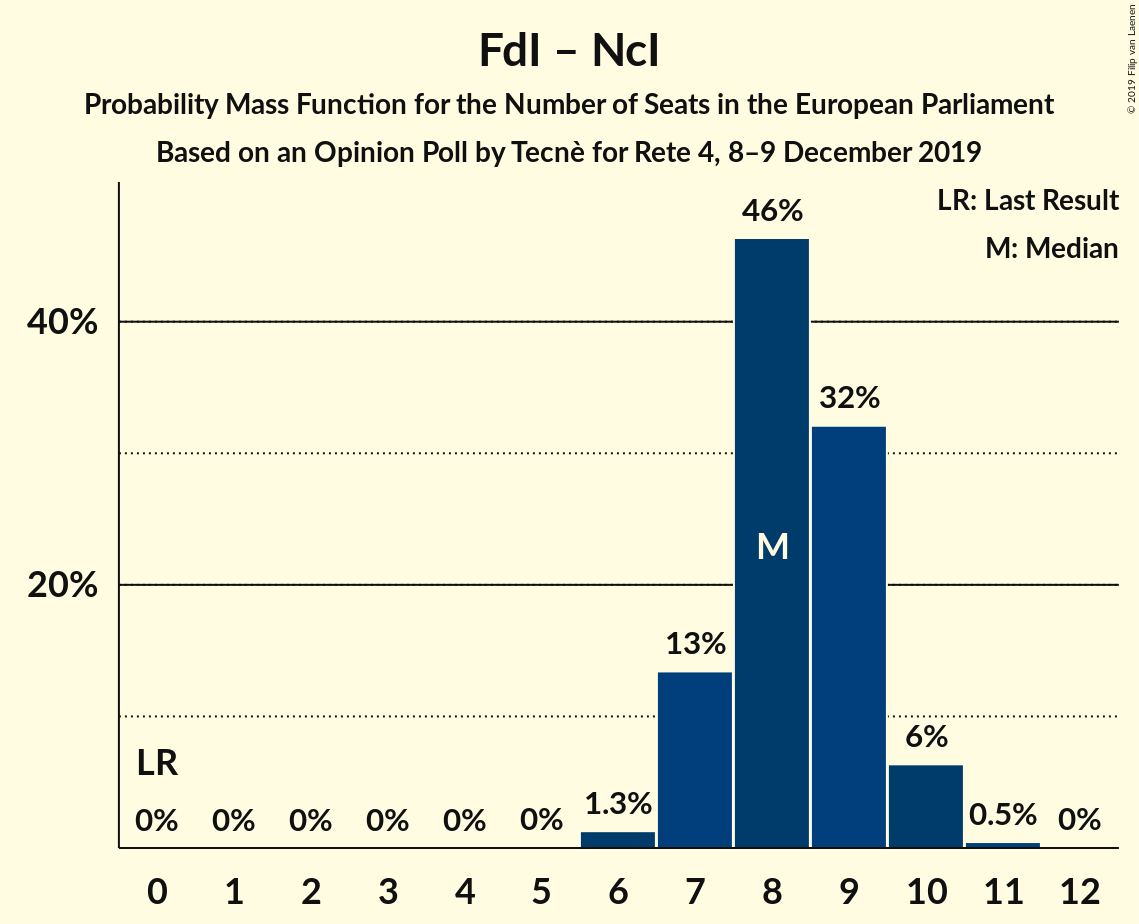 FdI – NcI
Probability Mass Function for the Number of Seats in the European Parliament
Based on an Opinion Poll by Tecnè for Rete 4, 8–9 December 2019
© 2019 Filip van Laenen
LR: Last Result
M: Median
46%
40%
32%
M
20%
13%
6%
LR
0% 0% 0% 0% 0% 0% 1.3% 0.5% 0%
0 1 2 3 4 5 6 7 8 9 10 11 12